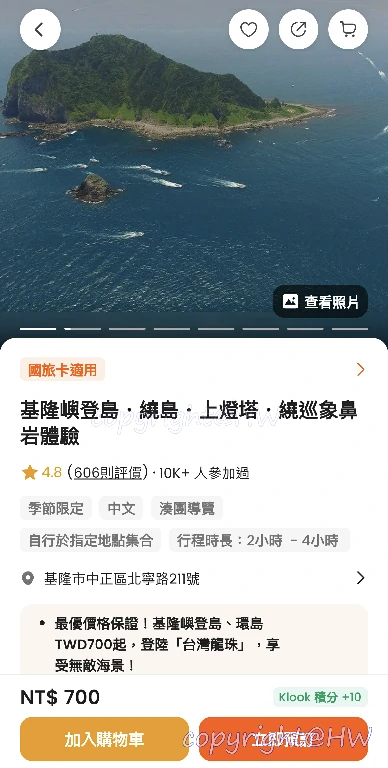 查看照片
國旅卡適用
基隆嶼登島．繞島．上燈塔．繞巡象鼻
岩體驗
4.8 (606則評價) · 10K+ 人參加過
季節限定 中文 湊團導覽
自行於指定地點集合 行程時長：2小時 - 4小時
基隆市中正區北寧路211號
• 最優價格保證！基隆嶼登島、環島
TWD700起，登陸「台灣龍珠」，享
受無敵海景！
NT$ 700
Klook 積分 +10
加入購物車
立即預訂
copyright@HW
copyright@HW